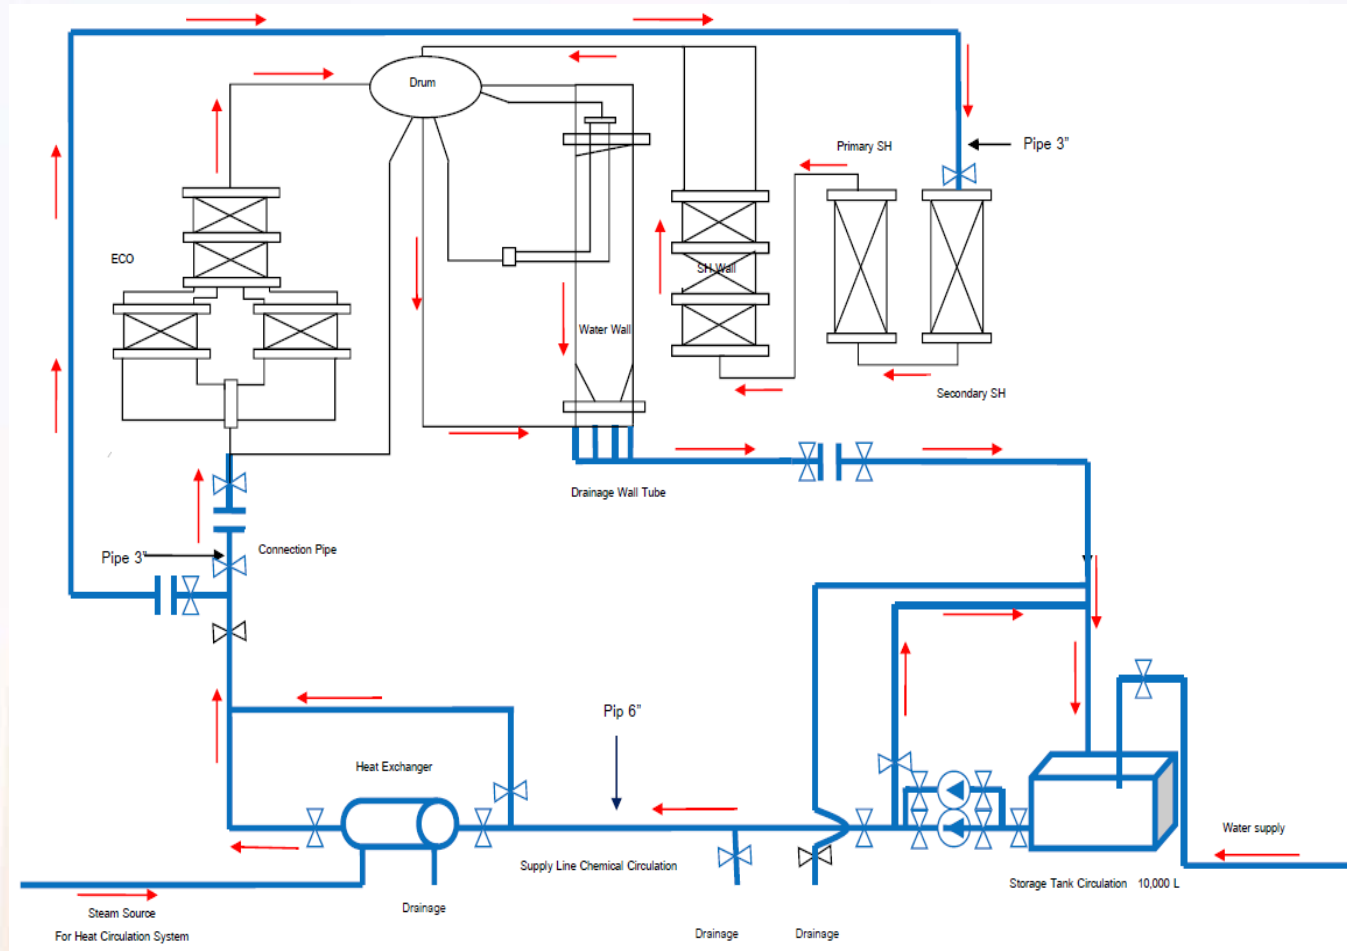 Drum
Pipe 3"
Primary SH
ECO
SH Wall
Water Wall
Secondary SH
Drainage Wall Tube
Connection Pipe
Pipe 3"
Pip 6"
Heat Exchanger
Water supply
Supply Line Chemical Circulation
Storage Tank Circulation 10,000 L
Drainage
Steam Source
For Heat Circulation System
Drainage
Drainage